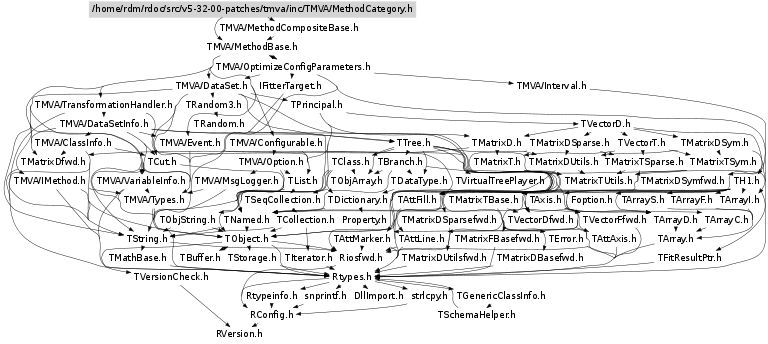 /home/rdm/rdoc/src/v5-32-00-patches/tmva/inc/TMVA/MethodCategory.h
TMVA/MethodCompositeBase.h
TMVA/MethodBase.h
TMVA/OptimizeConfigParameters.h
TMVA/DataSet.h IFitterTarget.h TMVA/Interval.h
TMVA/TransformationHandler.h TRandom3.h TPrincipal.h
TMVA/DataSetInfo.h TRandom.h TVectorD.h
TMVA/ClassInfo.h TMVA/Event.h TMVA/Configurable.h TTree.h TMatrixD.h TMatrixDSparse.h TVectorT.h TMatrixDSym.h
TMatrixDfwd.h TCut.h TMVA/Option.h TClass.h TBranch.h TMatrixT.h TMatrixDUtils.h TMatrixTSparse.h TMatrixTSym.h
TMVA/IMethod.h TMVA/VariableInfo.h TMVA/MsgLogger.h TList.h TObjArray.h TDataType.h TVirtualTreePlayer.h TMatrixTUtils.h TMatrixDSymfwd.h TH1.h
TMVA/Types.h TSeqCollection.h TDictionary.h TAttFill.h TMatrixTBase.h TAxis.h Foption.h TArrayS.h TArrayF.h TArrayI.h
TObjString.h TNamed.h TCollection.h Property.h TMatrixDSparsefwd.h TVectorDfwd.h TVectorFfwd.h TArrayD.h TArrayC.h
TString.h TObject.h TAttMarker.h TAttLine.h TMatrixFBasefwd.h TError.h TAttAxis.h TArray.h
TMathBase.h TBuffer.h TStorage.h TIterator.h Riosfwd.h TMatrixDUtilsfwd.h TMatrixDBasefwd.h TFitResultPtr.h
TVersionCheck.h Rtypes.h
Rtypeinfo.h snprintf.h DllImport.h strlcpy.h TGenericClassInfo.h
RConfig.h TSchemaHelper.h
RVersion.h